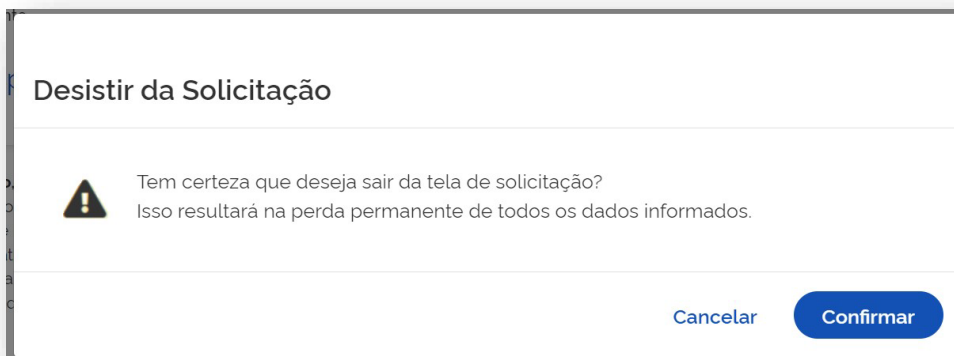 Desistir da Solicitação
Tem certeza que deseja sair da tela de solicitação?
Isso resultará na perda permanente de todos os dados informados.
Cancelar
Confirmar